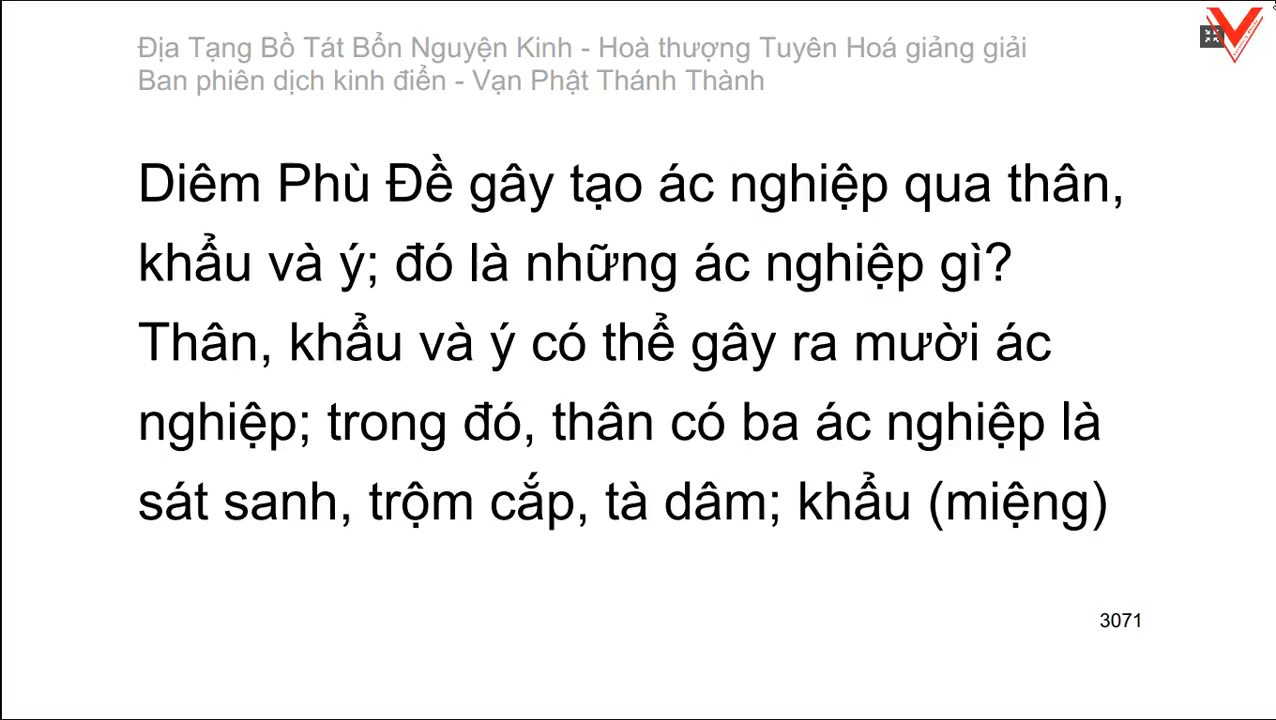 Địa Tạng Bồ Tát Bổn Nguyện Kinh - Hoà thượng Tuyên Hoá giảng giải
Ban phiên dịch kinh điển - Vạn Phật Thánh Thành
Diêm Phù Đề gây tạo ác nghiệp qua thân,
khẩu và ý; đó là những ác nghiệp gì?
Thân, khẩu và ý có thể gây ra mười ác
nghiệp; trong đó, thân có ba ác nghiệp là
sát sanh, trộm cắp, tà dâm; khẩu (miệng)
3071